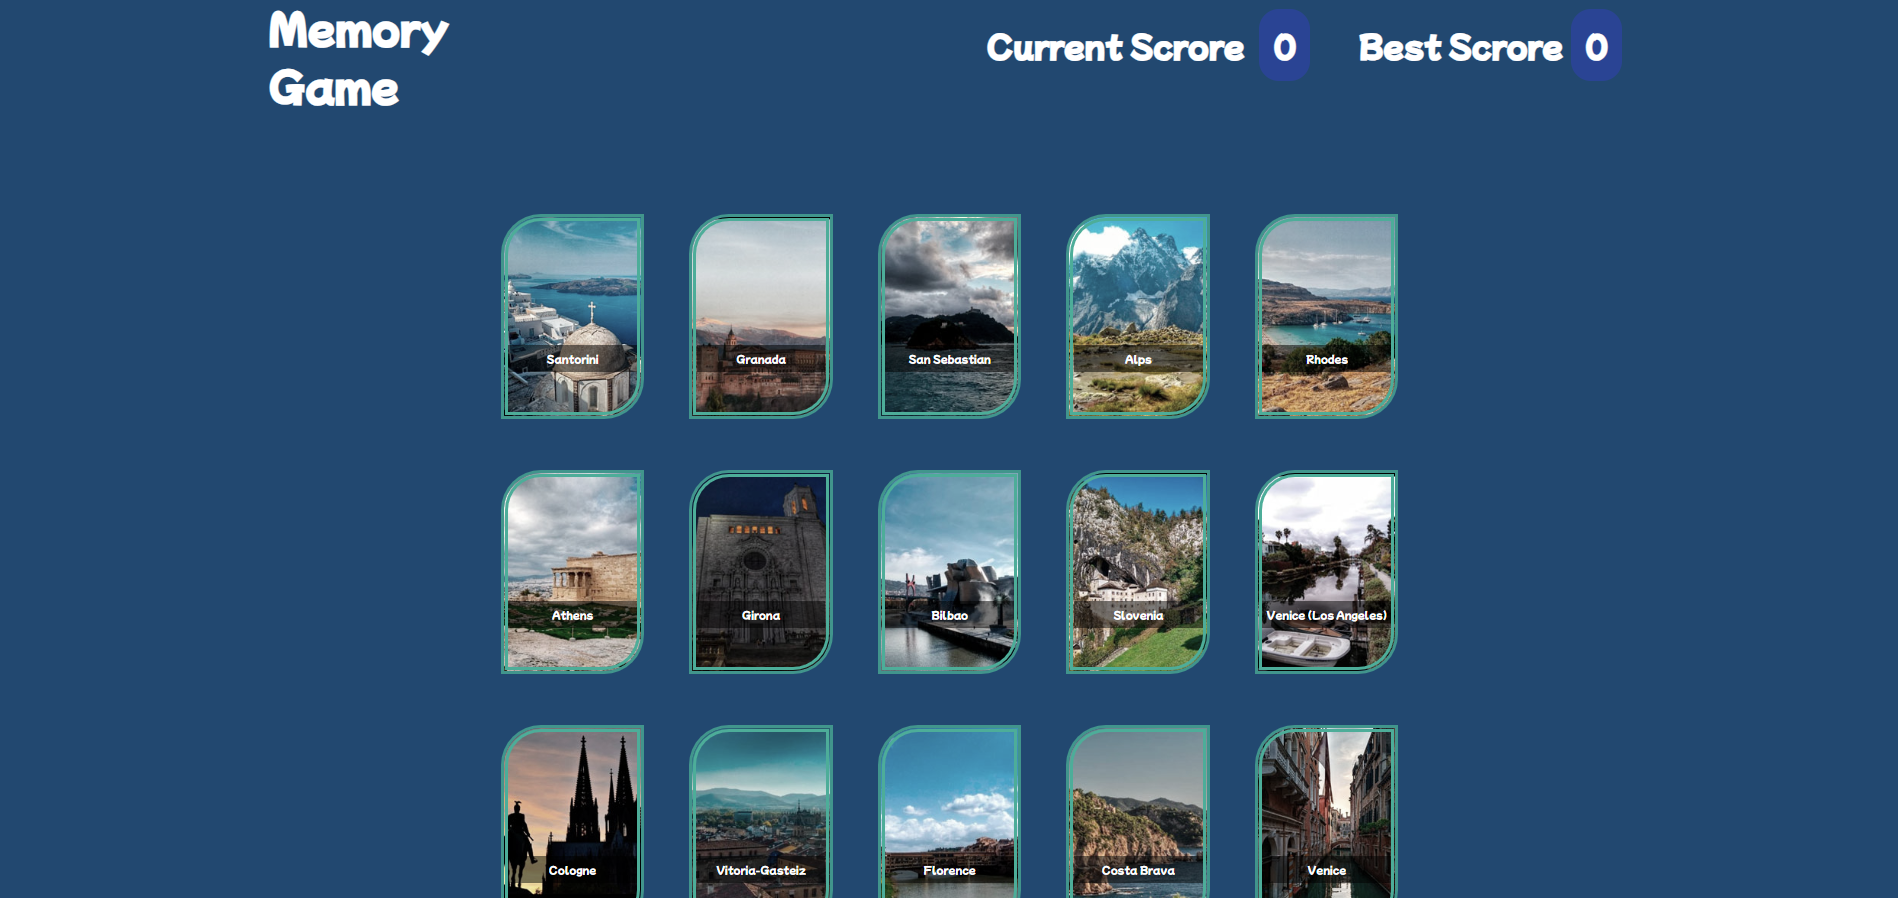 Memory
Game
Current Scrore 0
Best Scrore 0
Santorini
Granada
San Sebastian
Alps
Rhodes
Athens
Girona
Bilbao
Slovenia
Venice (Los Angeles)
Cologne
Vitoria-Gasteiz
Florence
Costa Brava
Venice